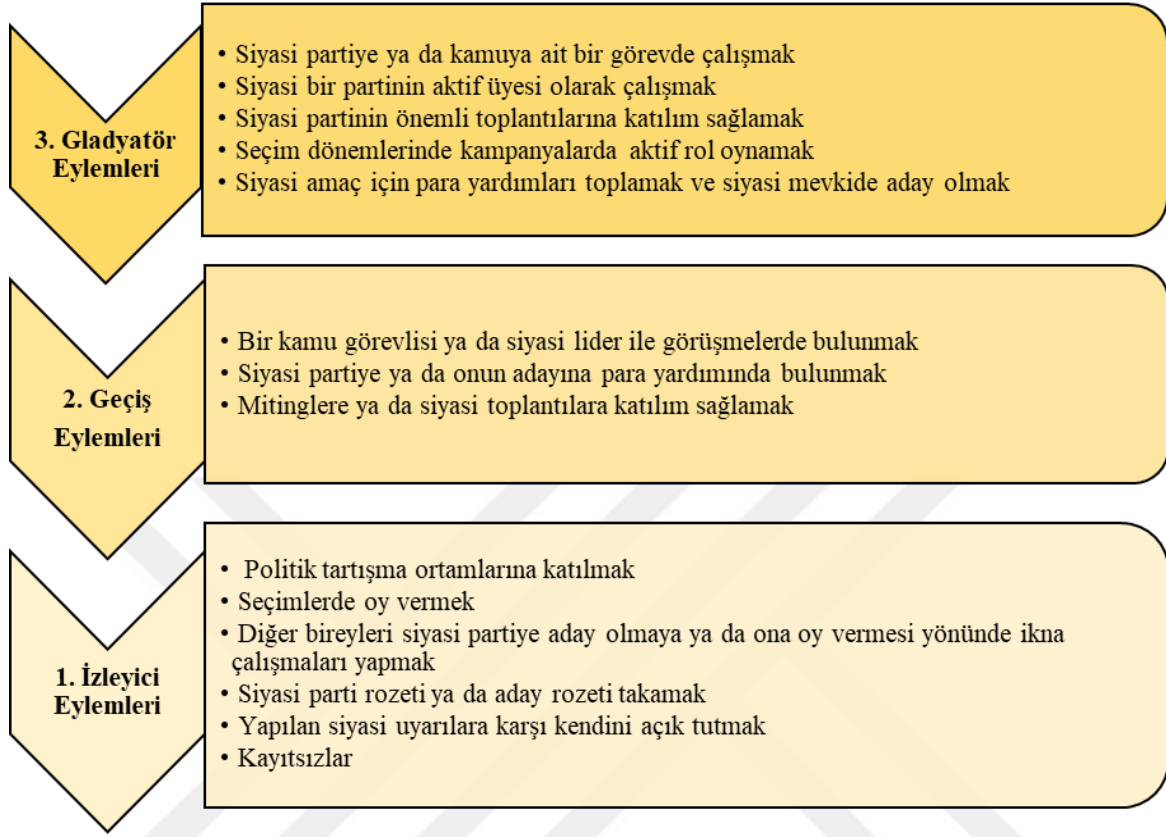 3. Gladyatör
Eylemleri
• Siyasi partiye ya da kamuya ait bir görevde çalışmak
• Siyasi bir partinin aktif üyesi olarak çalışmak
• Siyasi partinin önemli toplantılarına katılım sağlamak
• Seçim dönemlerinde kampanyalarda aktif rol oynamak
• Siyasi amaç için para yardımları toplamak ve siyasi mevkide aday olmak
2. Geçiş
Eylemleri
• Bir kamu görevlisi ya da siyasi lider ile görüşmelerde bulunmak
• Siyasi partiye ya da onun adayına para yardımında bulunmak
• Mitinglere ya da siyasi toplantılara katılım sağlamak
1. İzleyici
Eylemleri
• Politik tartışma ortamlarına katılmak
• Seçimlerde oy vermek
• Diğer bireyleri siyasi partiye aday olmaya ya da ona oy vermesi yönünde ikna
çalışmaları yapmak
• Siyasi parti rozeti ya da aday rozeti takamak
• Yapılan siyasi uyarılara karşı kendini açık tutmak
• Kayıtsızlar